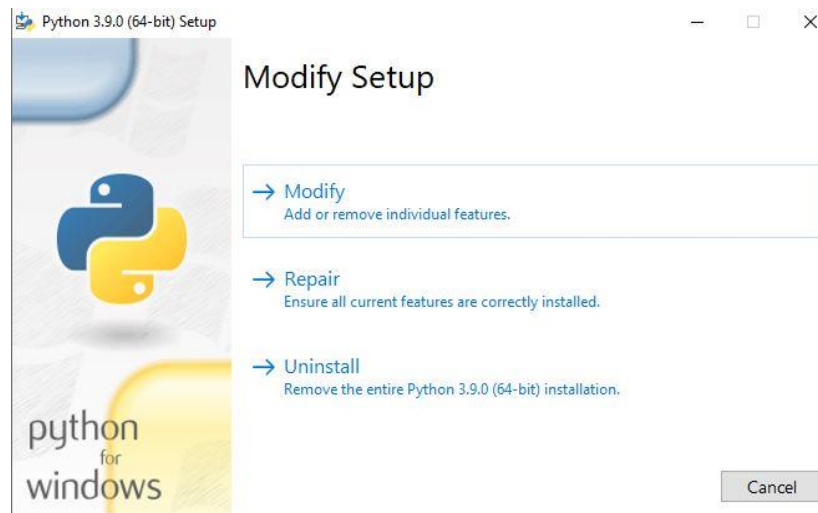 Python 3.9.0 (64-bit) Setup
Modify Setup
Modify
Add or remove individual features.
Repair
Ensure all current features are correctly installed.
Uninstall
Remove the entire Python 3.9.0 (64-bit) installation.
python
for
windows
Cancel